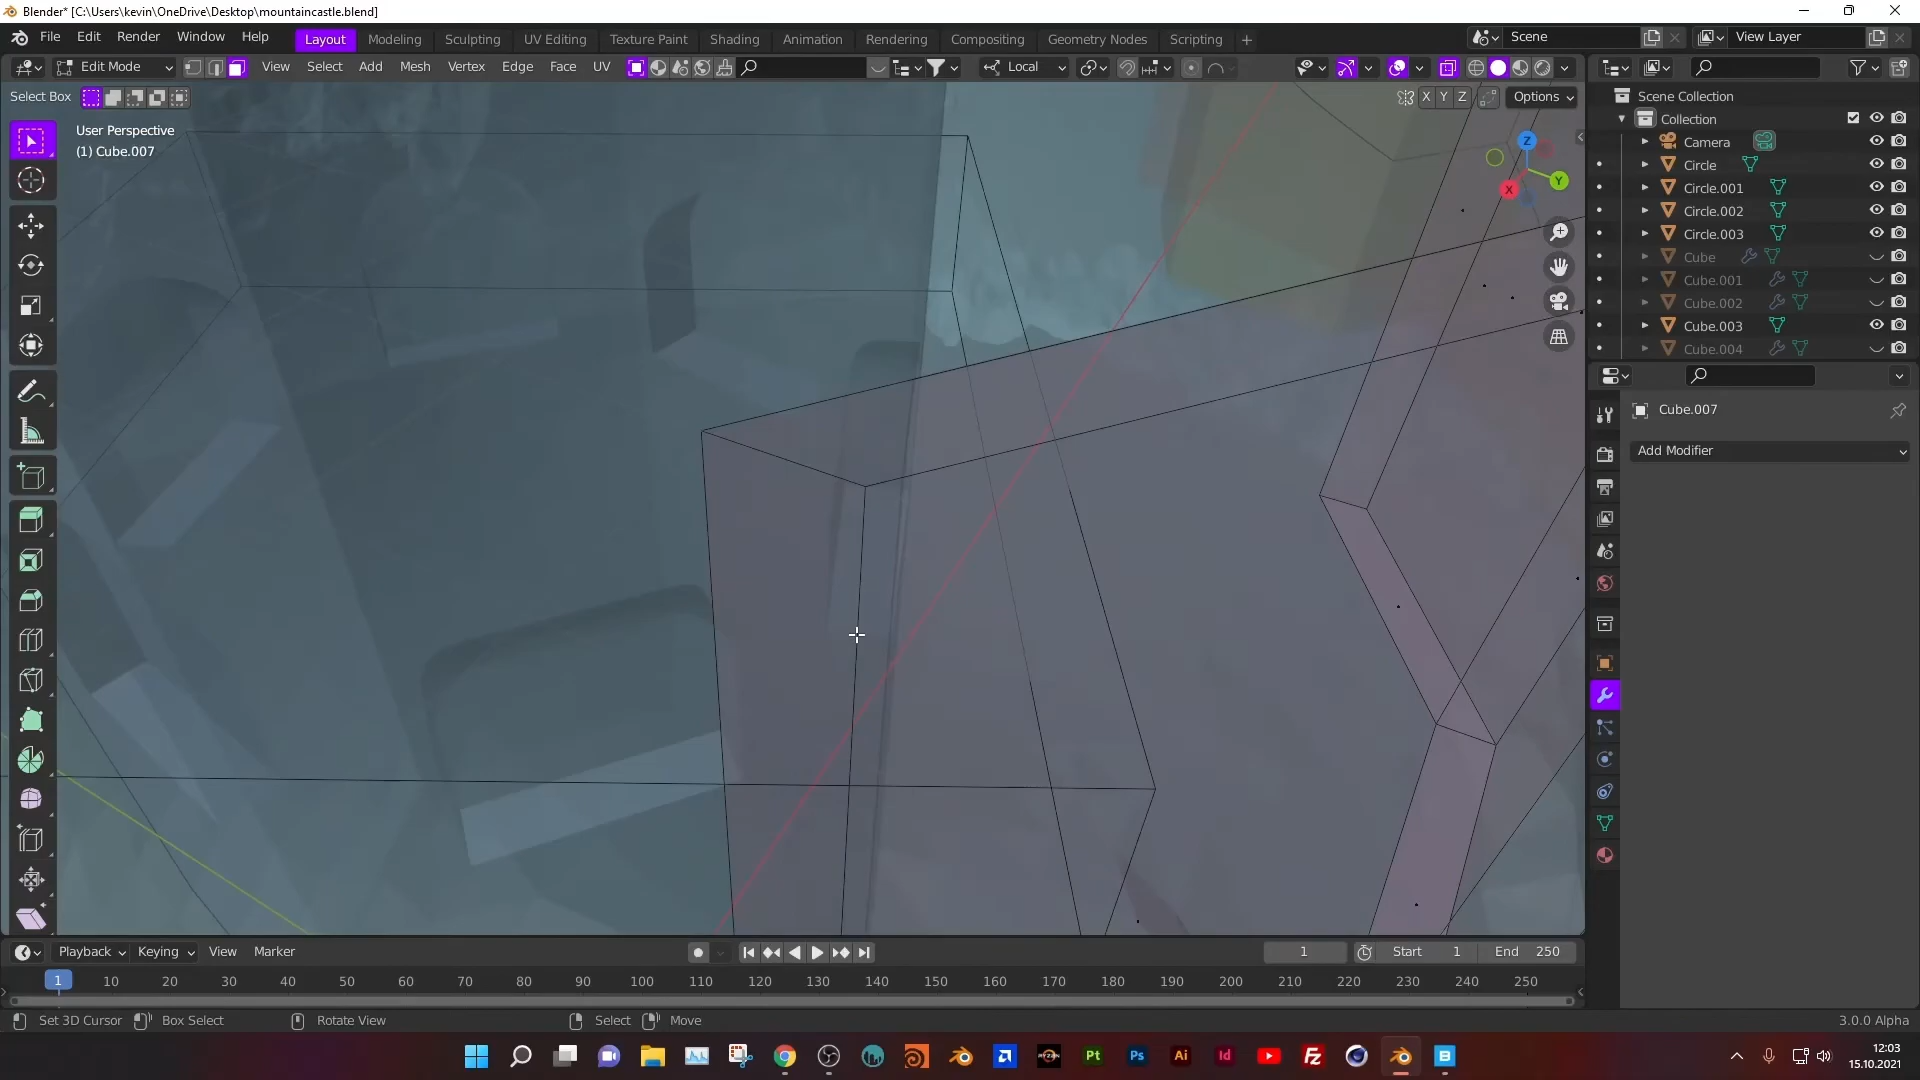 Blender* [C:\Users\kevin\OneDrive\Desktop\mountaincastle.blend]
File Edit Render Window Help Layout Modeling Sculpting UV Editing Texture Paint Shading Animation Rendering Compositing Geometry Nodes Scripting + Scene View Layer
Edit Mode View Select Add Mesh Vertex Edge Face UV Local
Select Box X Y Z Options
User Perspective
(1) Cube.007
Z
Y
X
Scene Collection
Collection
Camera
Circle
Circle.001
Circle.002
Circle.003
Cube
Cube.001
Cube.002
Cube.003
Cube.004
Cube.007
Add Modifier
Playback Keying View Marker 1 Start 1 End 250
1 10 20 30 40 50 60 70 80 90 100 110 120 130 140 150 160 170 180 190 200 210 220 230 240 250
Set 3D Cursor Box Select Rotate View Select Move 3.0.0 Alpha
Pt Ps Ai Id Fz B
12:03
15.10.2021